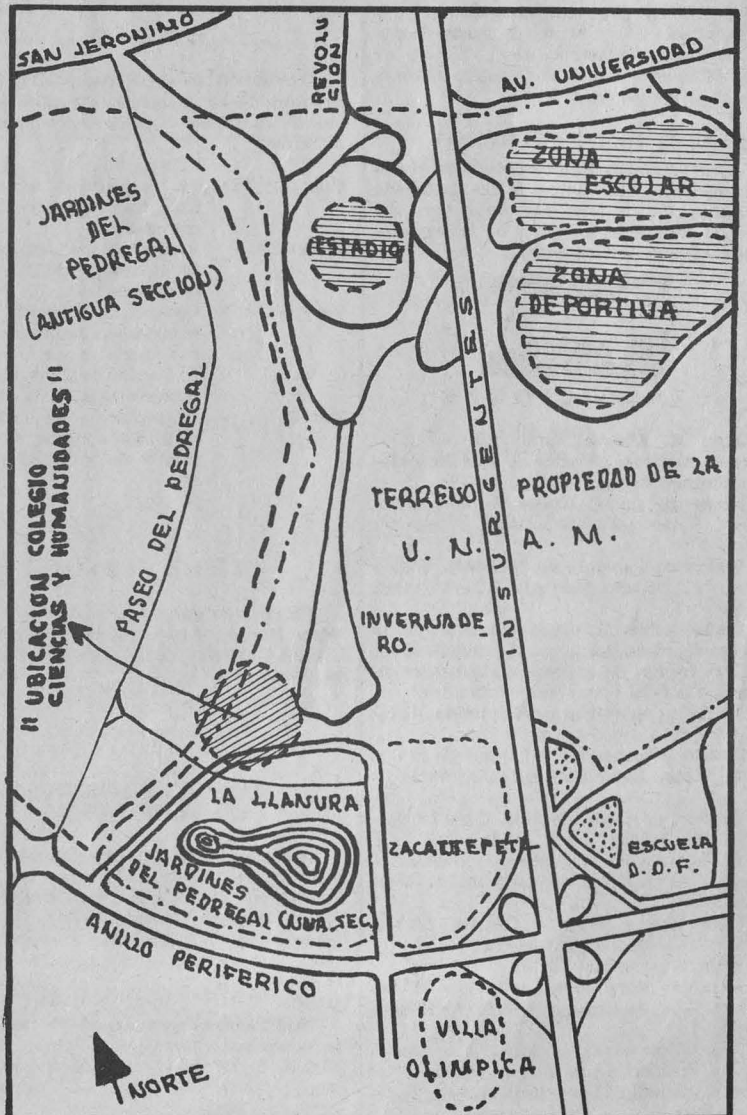 SAN JERONIMO
REVOLU
CION
AV. UNIVERSIDAD
ZONA
ESCOLAR
JARDINES
DEL
PEDREGAL
(ANTIGUA SECCION)
ESTADIO
ZONA
DEPORTIVA
INSURGENTES
" UBICACION COLEGIO
CIENCIAS Y HUMANIDADES "
PASEO DEL PEDREGAL
TERRENO PROPIEDAD DE LA
U. N. A. M.
INVERNADE
RO.
LA LLANURA
JARDINES
DEL PEDREGAL (NUVA. SEC)
ZACATEPETL
ESCUELA
D. D. F.
ANILLO PERIFERICO
VILLA
OLIMPICA
NORTE